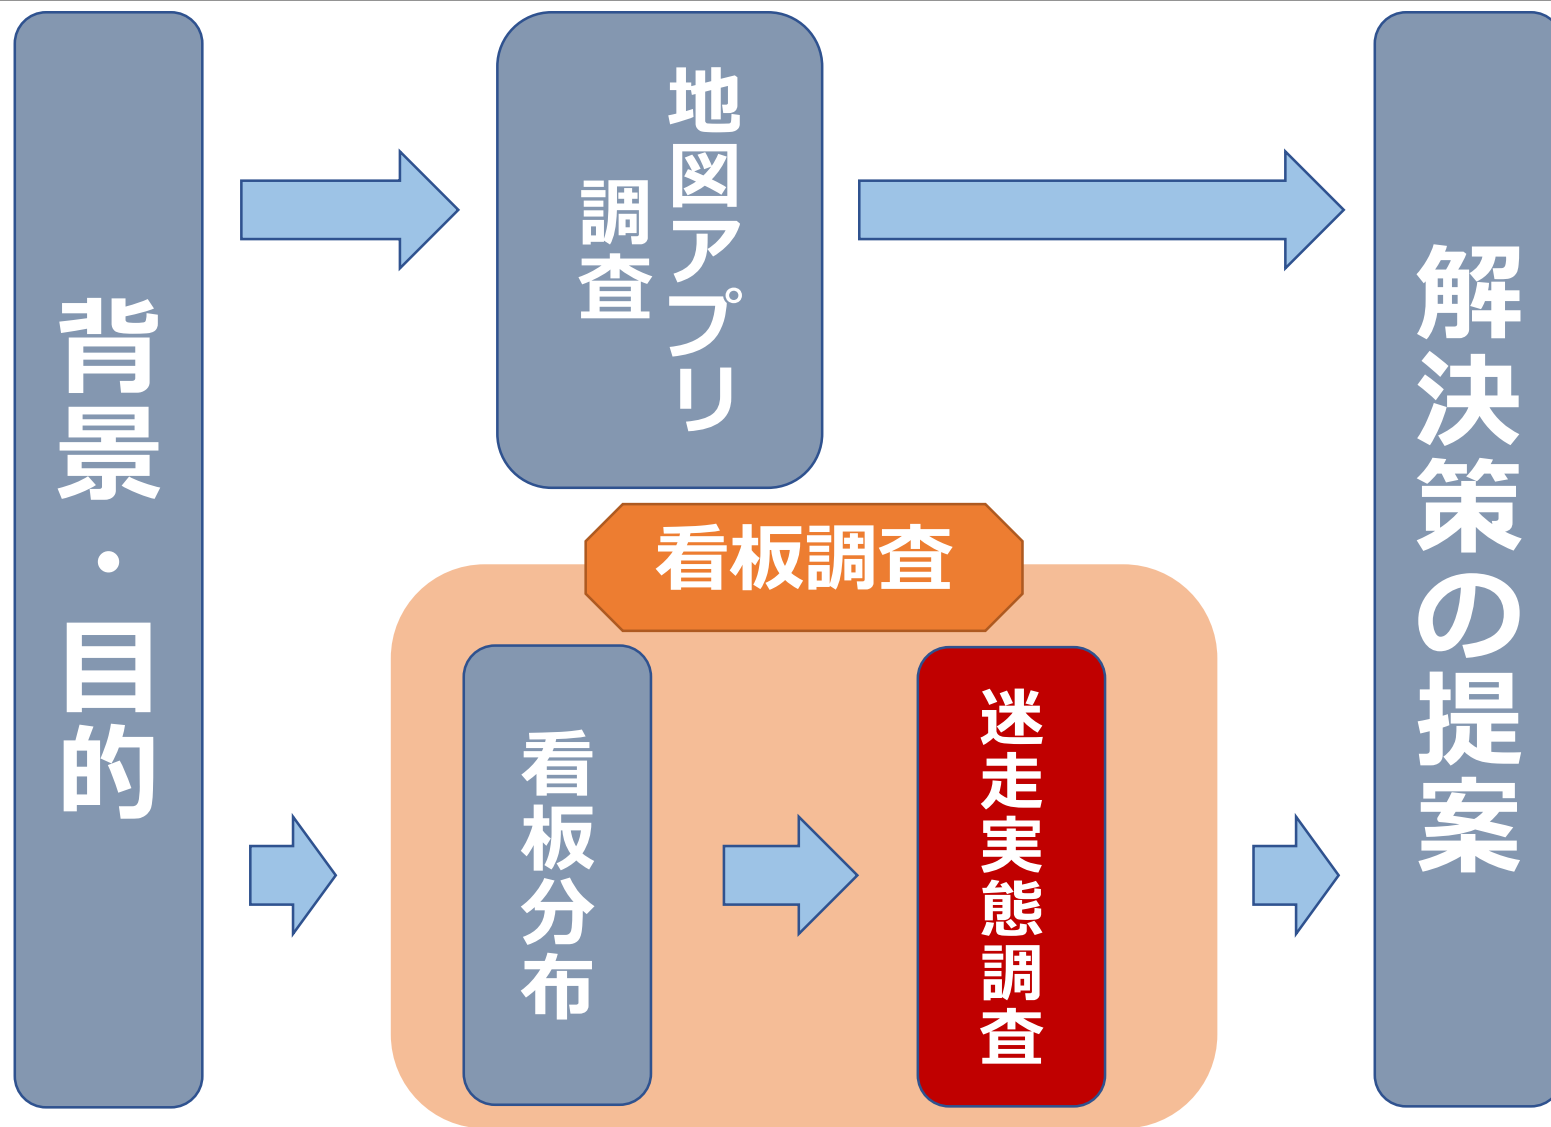 背景・目的
地図アプリ
調査
看板調査
看板分布
迷走実態調査
解決策の提案